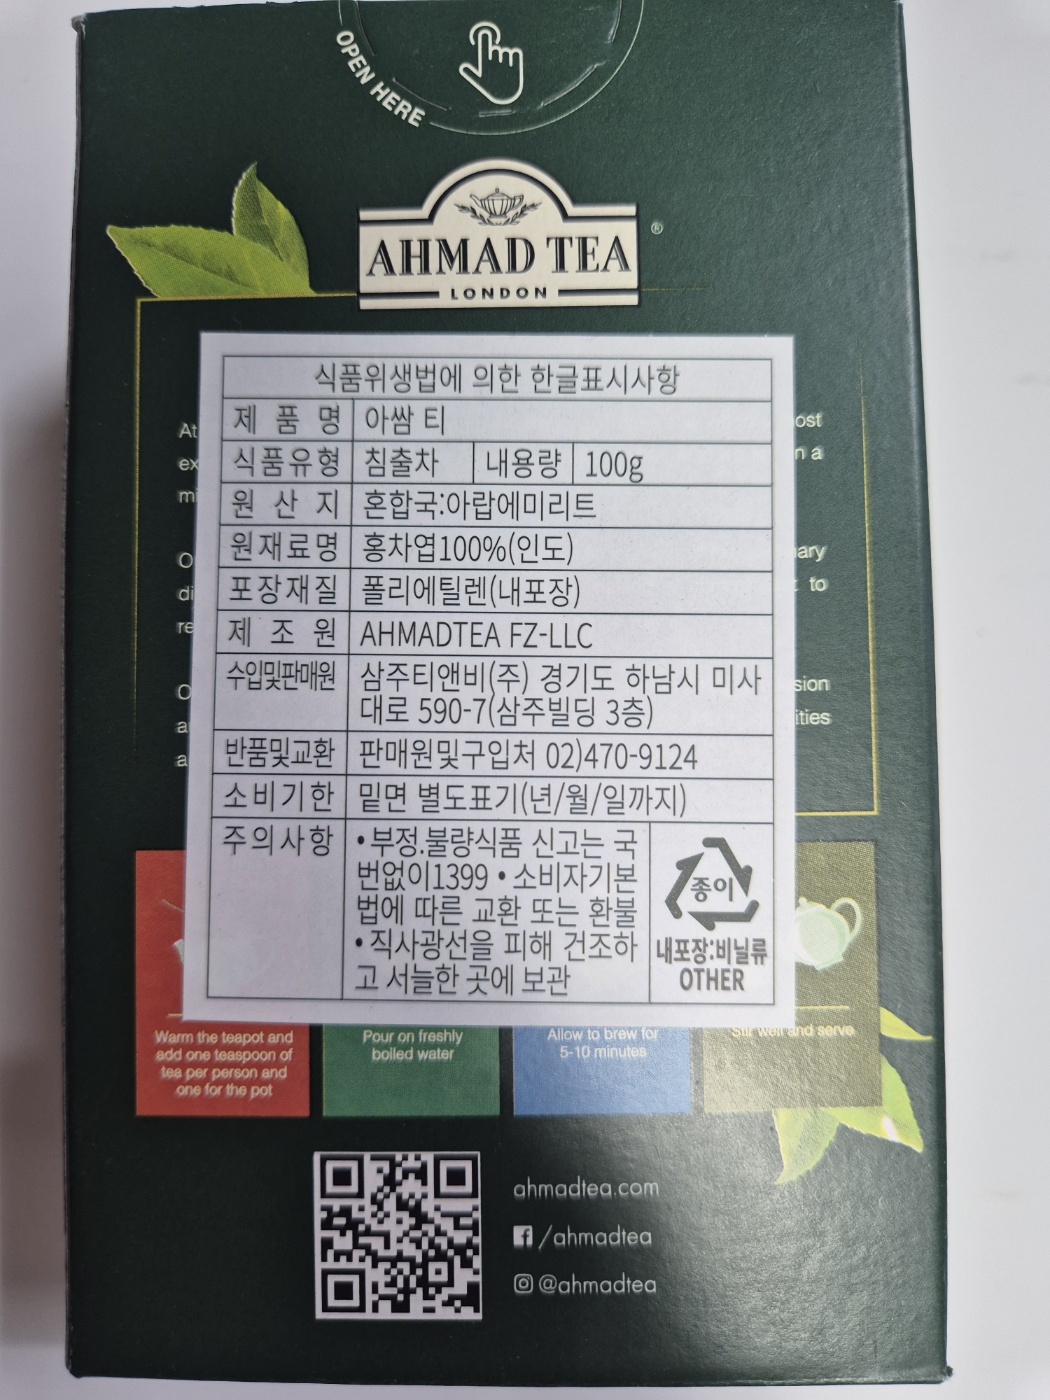 OPEN HERE
AHMAD TEA
®
LONDON
식품위생법에 의한 한글표시사항
제 품 명 아쌈 티
식품유형 침출차 내용량 100g
원 산 지 혼합국:아랍에미리트
원재료명 홍차엽100%(인도)
포장재질 폴리에틸렌(내포장)
제 조 원 AHMADTEA FZ-LLC
수입및판매원 삼주티앤비(주) 경기도 하남시 미사
대로 590-7(삼주빌딩 3층)
반품및교환 판매원및구입처 02)470-9124
소비기한 밑면 별도표기(년/월/일까지)
주의사항 •부정.불량식품 신고는 국
번없이1399 •소비자기본
법에 따른 교환 또는 환불
•직사광선을 피해 건조하
고 서늘한 곳에 보관
종이
내포장:비닐류
OTHER
At
O
to
Warm the teapot and
add one teaspoon of
tea per person and
one for the pot
Pour on freshly
boiled water
Allow to brew for
5-10 minutes
Stir well and serve
ahmadtea.com
/ahmadtea
@ahmadtea